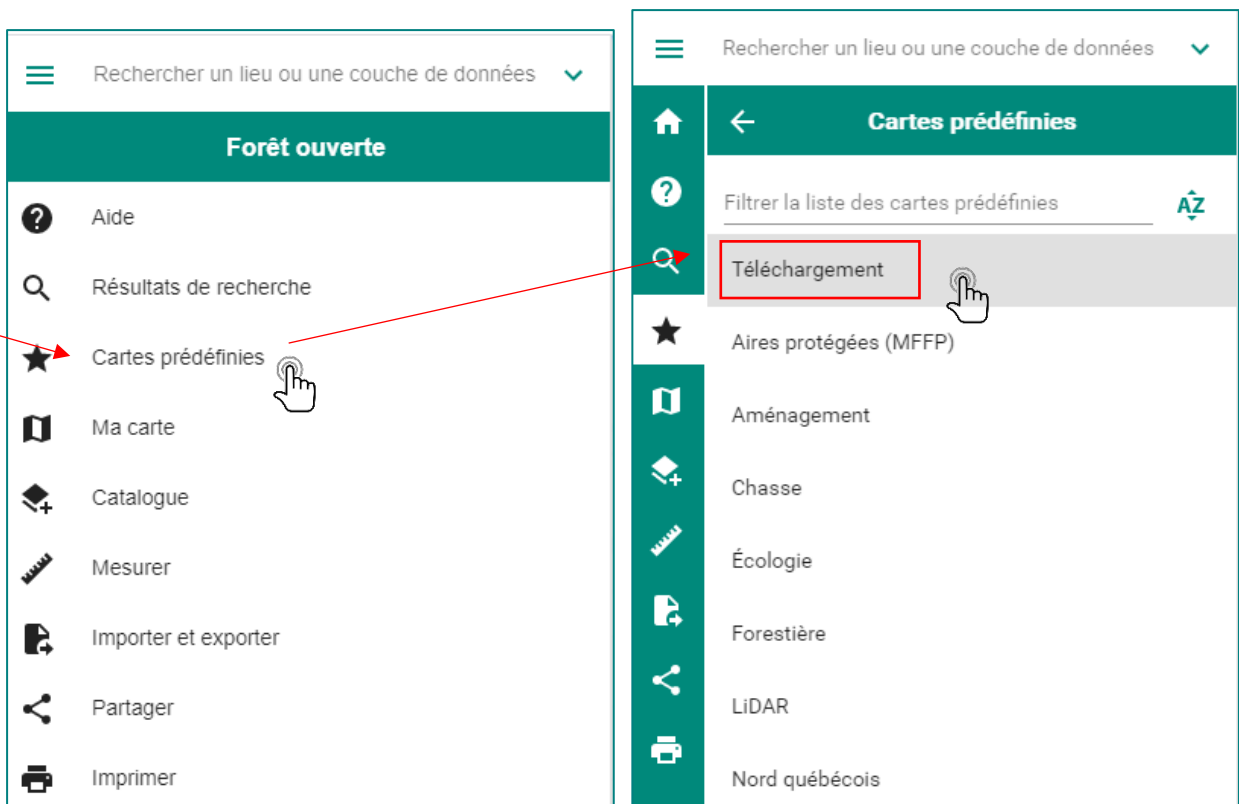 Rechercher un lieu ou une couche de données
Forêt ouverte
Aide
Résultats de recherche
Cartes prédéfinies
Ma carte
Catalogue
Mesurer
Importer et exporter
Partager
Imprimer
Rechercher un lieu ou une couche de données
Cartes prédéfinies
Filtrer la liste des cartes prédéfinies
AZ
Téléchargement
Aires protégées (MFFP)
Aménagement
Chasse
Écologie
Forestière
LiDAR
Nord québécois